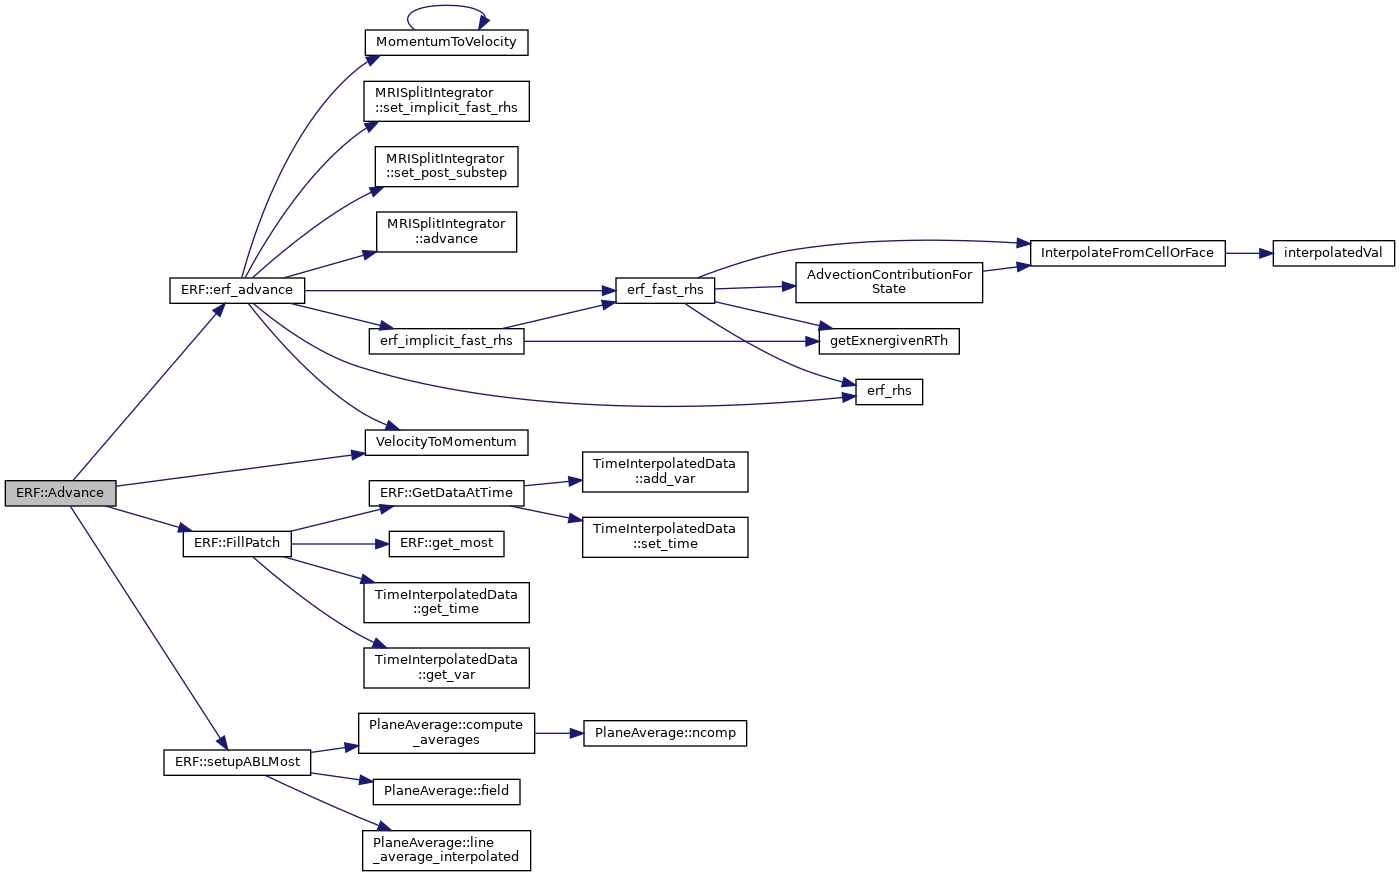 MomentumToVelocity
MRISplitIntegrator
::set_implicit_fast_rhs
MRISplitIntegrator
::set_post_substep
MRISplitIntegrator
::advance
ERF::erf_advance
erf_fast_rhs
InterpolateFromCellOrFace
interpolatedVal
AdvectionContributionFor
State
erf_implicit_fast_rhs
getExnergivenRTh
erf_rhs
VelocityToMomentum
ERF::Advance
ERF::GetDataAtTime
TimeInterpolatedData
::add_var
TimeInterpolatedData
::set_time
ERF::FillPatch
ERF::get_most
TimeInterpolatedData
::get_time
TimeInterpolatedData
::get_var
ERF::setupABLMost
PlaneAverage::compute
_averages
PlaneAverage::ncomp
PlaneAverage::field
PlaneAverage::line
_average_interpolated